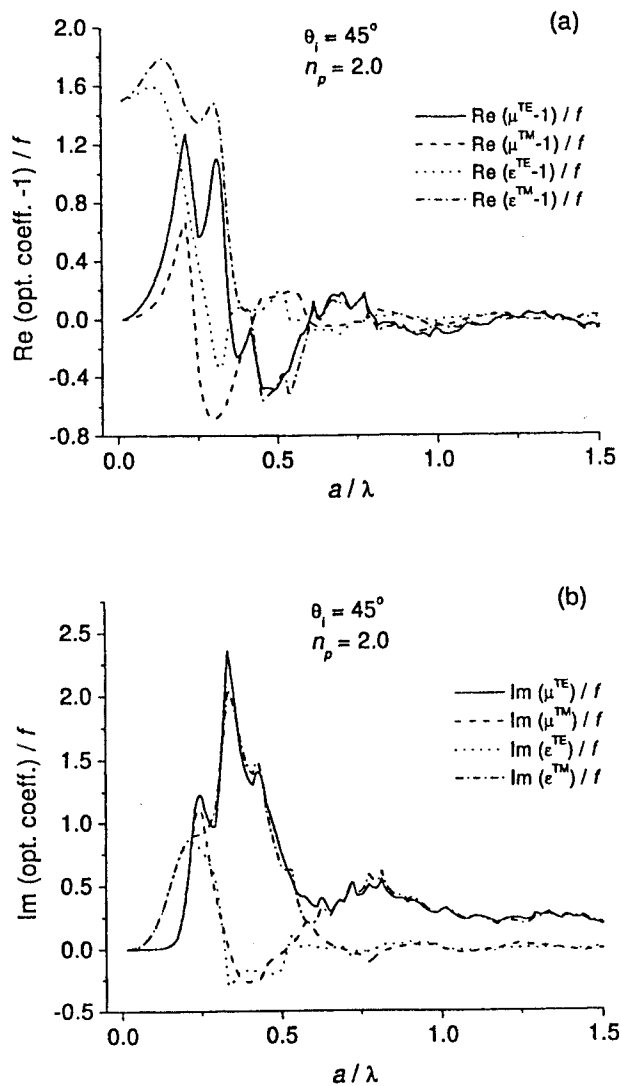 (a)
θi = 45°
np = 2.0
Re (μTE-1) / f
Re (μTM-1) / f
Re (εTE-1) / f
Re (εTM-1) / f
Re (opt. coeff. -1) / f
2.0
1.6
1.2
0.8
0.4
0.0
-0.4
-0.8
0.0 0.5 1.0 1.5
a / λ
(b)
θi = 45°
np = 2.0
Im (μTE) / f
Im (μTM) / f
Im (εTE) / f
Im (εTM) / f
Im (opt. coeff.) / f
2.5
2.0
1.5
1.0
0.5
0.0
-0.5
0.0 0.5 1.0 1.5
a / λ